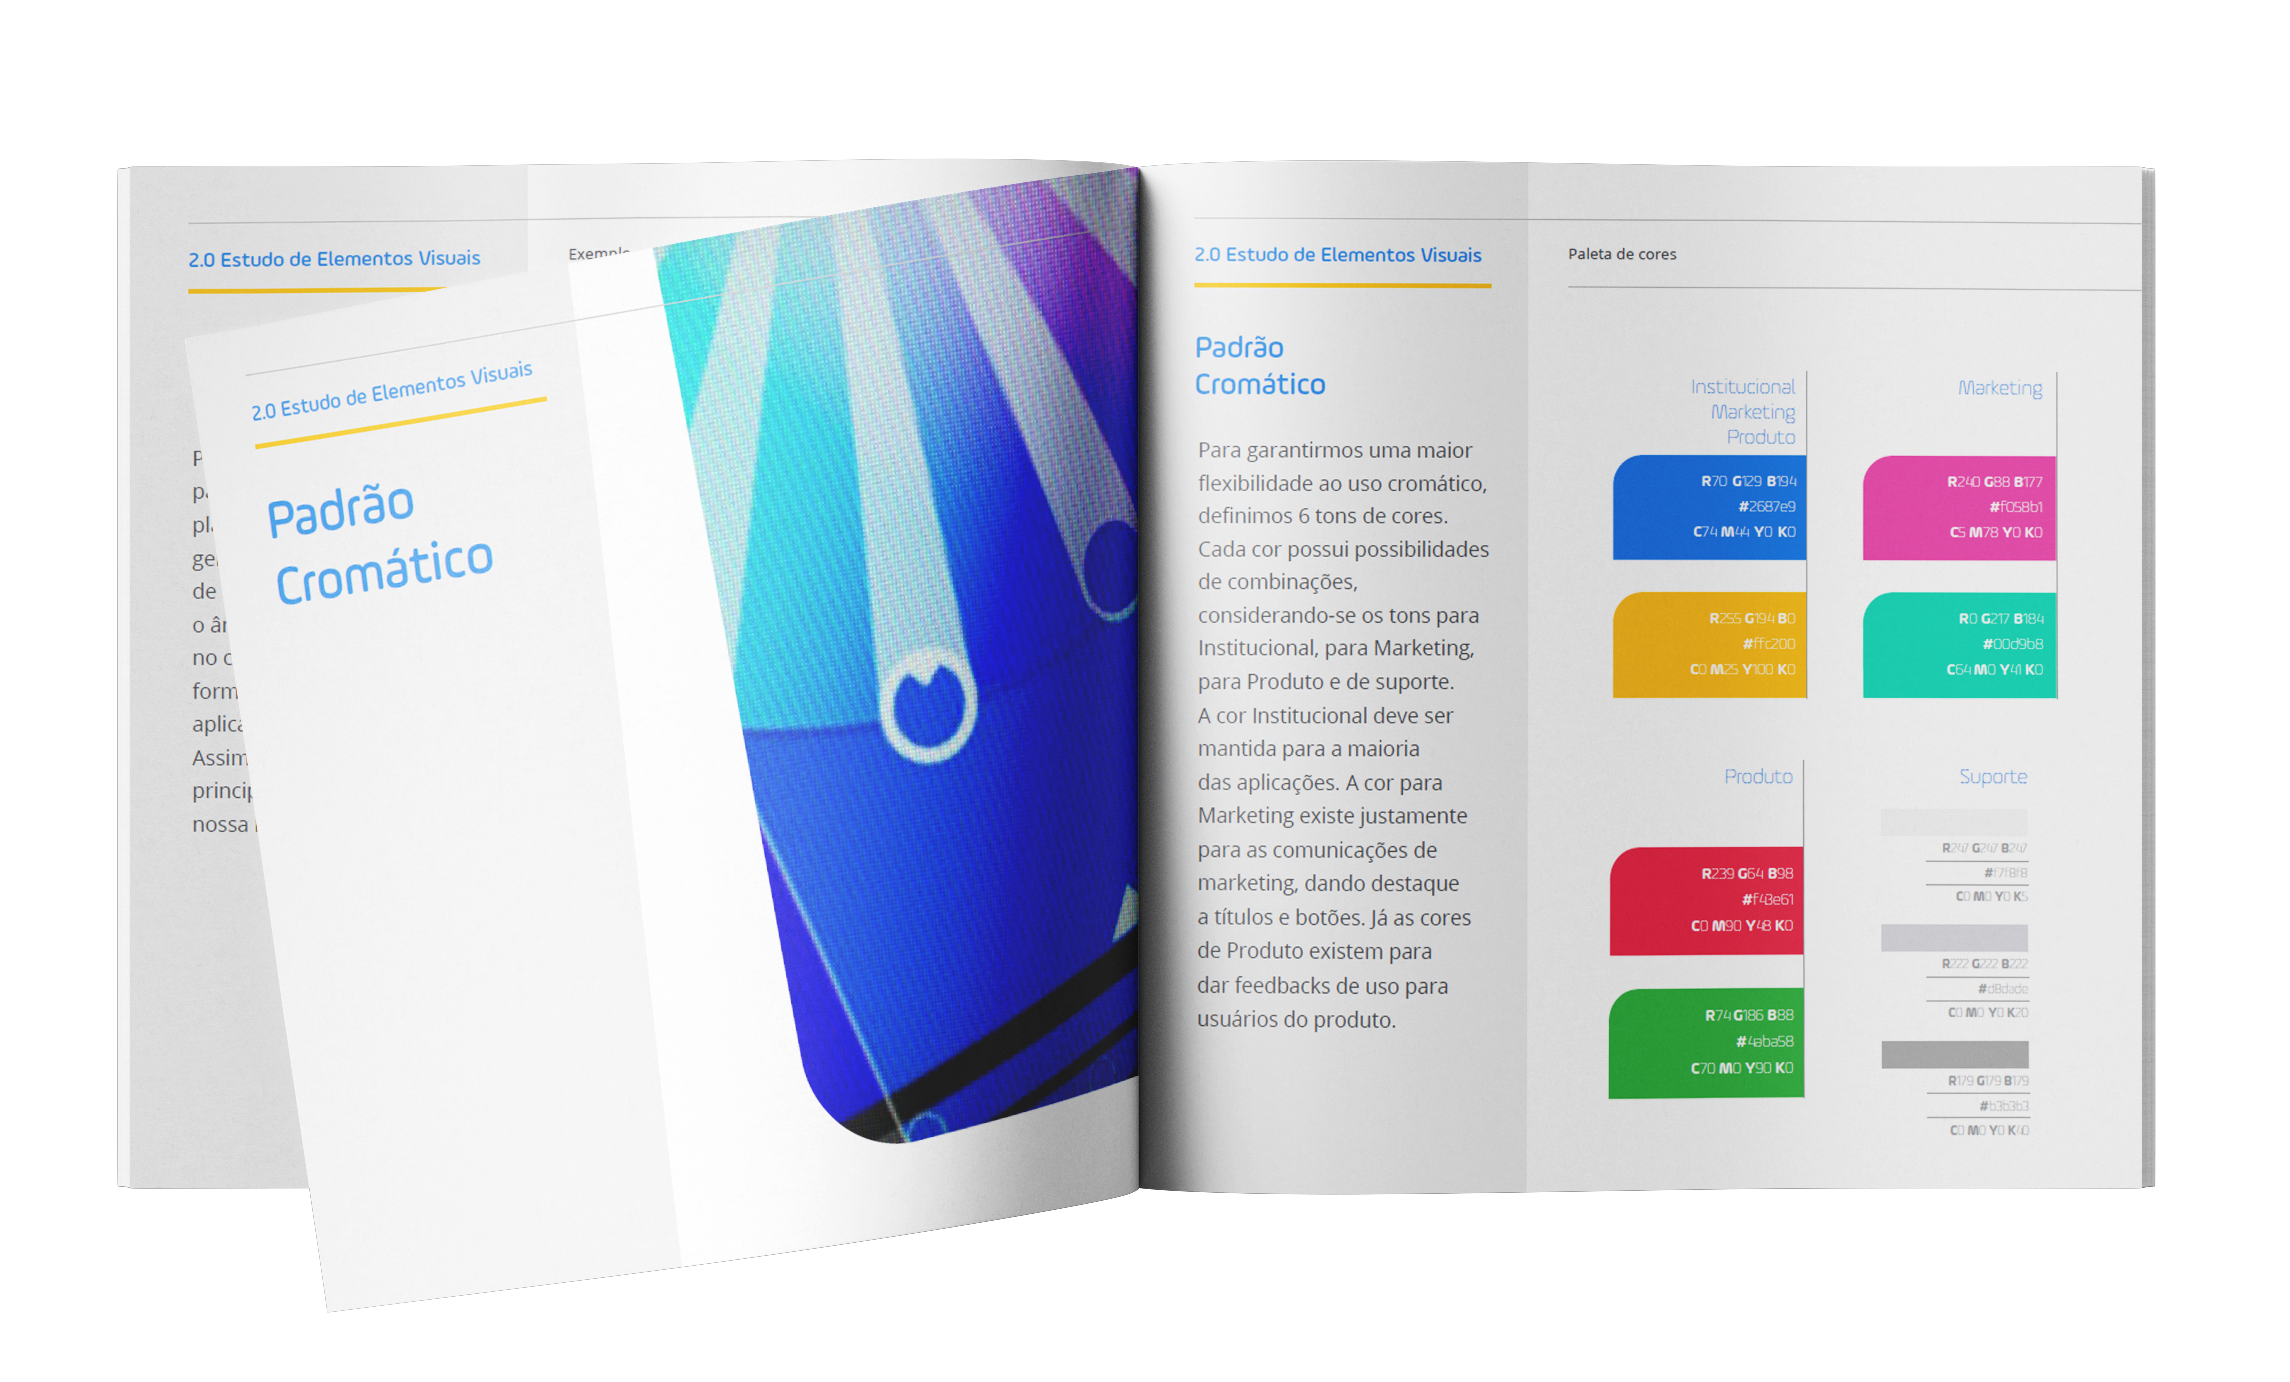 2.0 Estudo de Elementos Visuais
Exemplo
pa
ge
de
o
no
form
aplica
Assim
princip
nossa
2.0 Estudo de Elementos Visuais
Padrão
Cromático
2.0 Estudo de Elementos Visuais
Padrão
Cromático
Para garantirmos uma maior
flexibilidade ao uso cromático,
definimos 6 tons de cores.
Cada cor possui possibilidades
de combinações,
considerando-se os tons para
Institucional, para Marketing,
para Produto e de suporte.
A cor Institucional deve ser
mantida para a maioria
das aplicações. A cor para
Marketing existe justamente
para as comunicações de
marketing, dando destaque
a títulos e botões. Já as cores
de Produto existem para
dar feedbacks de uso para
usuários do produto.
Paleta de cores
Institucional
Marketing
Produto
R70 G129 B194
#2687e9
C74 M44 Y0 K0
R255 G194 B0
#ffc200
C0 M25 Y100 K0
Marketing
R240 G88 B177
#f058b1
C5 M78 Y0 K0
R0 G217 B184
#00d9b8
C64 M0 Y41 K0
Produto
R239 G64 B98
#f43e61
C0 M90 Y48 K0
R74 G186 B88
#4aba58
C70 M0 Y90 K0
Suporte
R247 G247 B247
#f7f8f8
C0 M0 Y0 K5
R222 G222 B222
#d8dade
C0 M0 Y0 K20
R179 G179 B179
#b3b3b3
C0 M0 Y0 K40